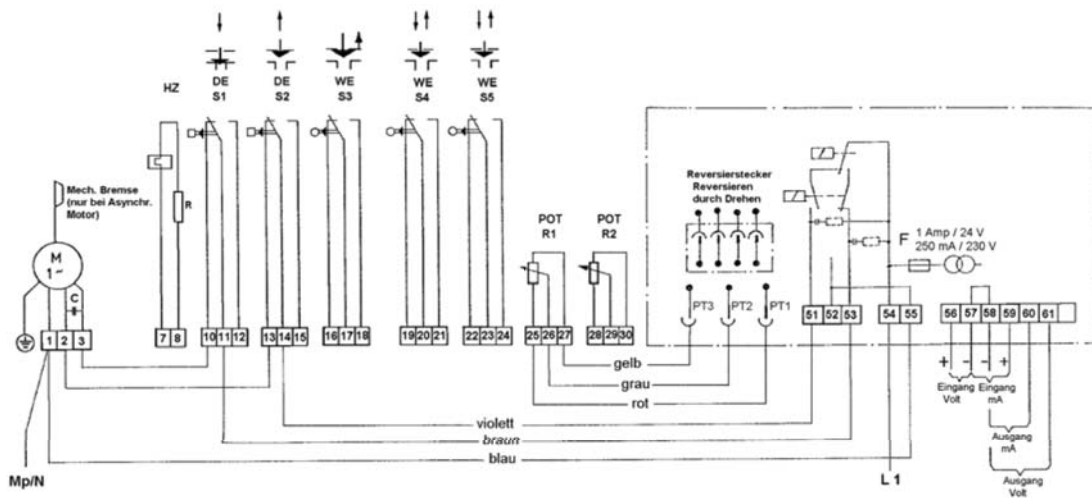 HZ
DE
S1
DE
S2
WE
S3
WE
S4
WE
S5
Mech. Bremse
(nur bei Asynchr.
Motor)
R
M
1~
C
POT
R1
POT
R2
Reversierstecker
Reversieren
durch Drehen
F
1 Amp / 24 V
250 mA / 230 V
PT3
PT2
PT1
1 2 3
7 8
10 11 12
13 14 15
16 17 18
19 20 21
22 23 24
25 26 27
28 29 30
51 52 53
54 55
56 57 58 59 60 61
gelb
grau
rot
violett
braun
blau
Mp/N
L 1
+ - - +
Eingang
Volt
Eingang
mA
Ausgang
mA
Ausgang
Volt